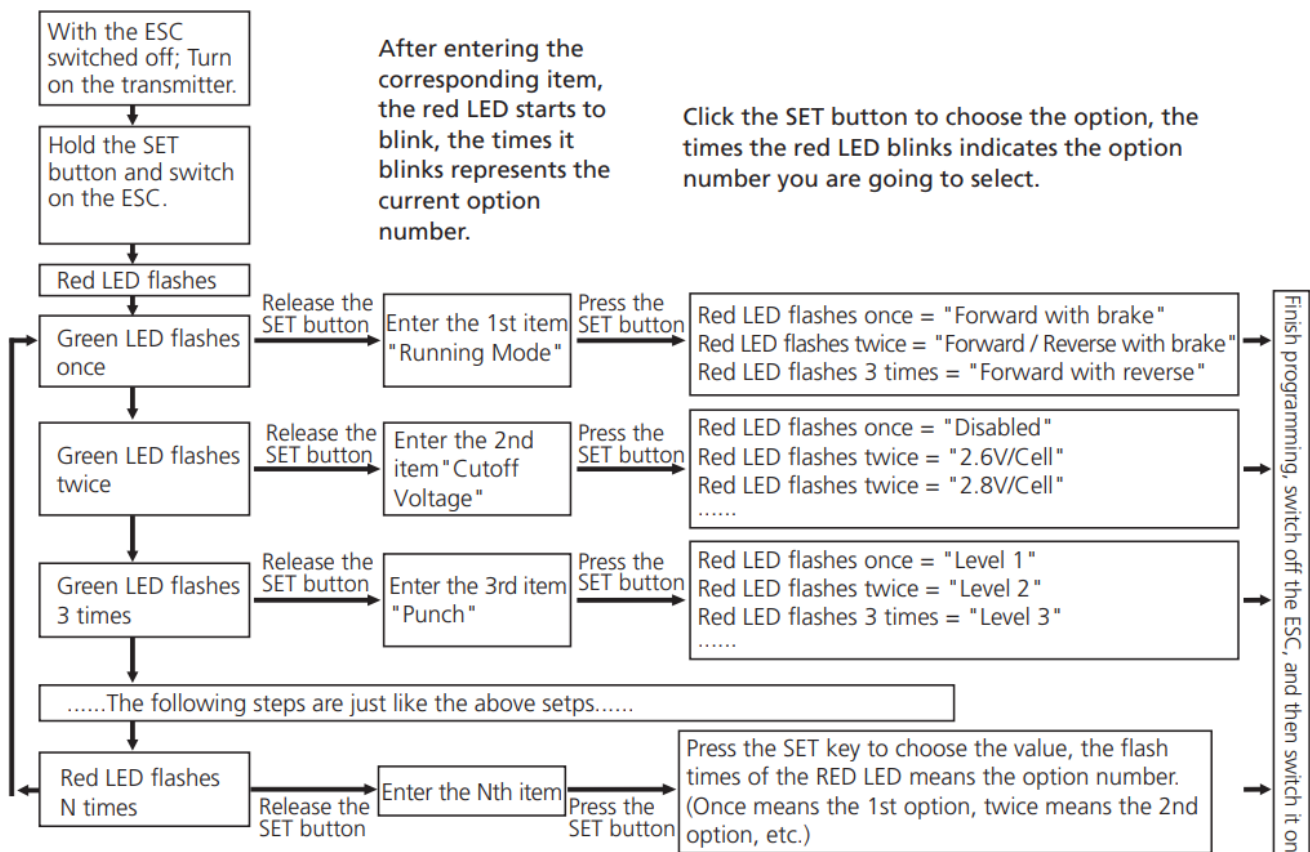 With the ESC
switched off; Turn
on the transmitter.
After entering the
corresponding item,
the red LED starts to
blink, the times it
blinks represents the
current option
number.
Click the SET button to choose the option, the
times the red LED blinks indicates the option
number you are going to select.
Hold the SET
button and switch
on the ESC.
Red LED flashes
Green LED flashes
once
Release the
SET button
Enter the 1st item
"Running Mode"
Press the
SET button
Red LED flashes once = "Forward with brake"
Red LED flashes twice = "Forward / Reverse with brake"
Red LED flashes 3 times = "Forward with reverse"
Green LED flashes
twice
Release the
SET button
Enter the 2nd
item"Cutoff
Voltage"
Press the
SET button
Red LED flashes once = "Disabled"
Red LED flashes twice = "2.6V/Cell"
Red LED flashes twice = "2.8V/Cell"
......
Green LED flashes
3 times
Release the
SET button
Enter the 3rd item
"Punch"
Press the
SET button
Red LED flashes once = "Level 1"
Red LED flashes twice = "Level 2"
Red LED flashes 3 times = "Level 3"
......
......The following steps are just like the above setps......
Red LED flashes
N times
Release the
SET button
Enter the Nth item
Press the
SET button
Press the SET key to choose the value, the flash
times of the RED LED means the option number.
(Once means the 1st option, twice means the 2nd
option, etc.)
Finish programming, switch off the ESC, and then switch it on